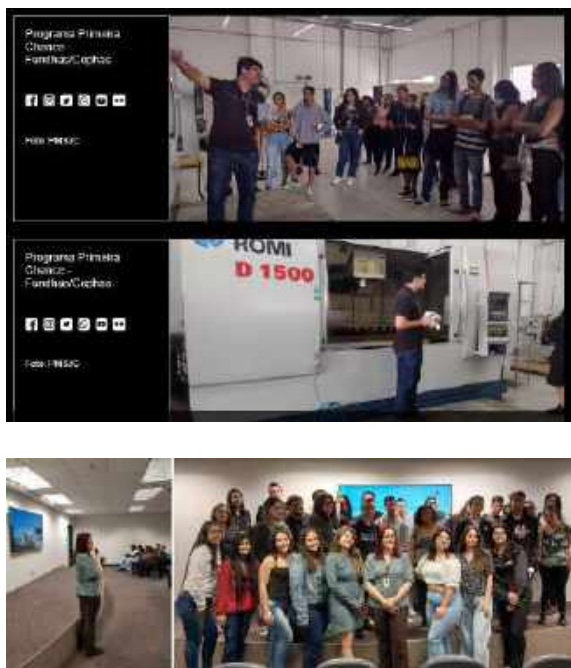 Programa Primeira
Chance -
Fundhas/Cephas
Foto: PMSJC
ROMI
D 1500
Programa Primeira
Chance -
Fundhas/Cephas
Foto: PMSJC